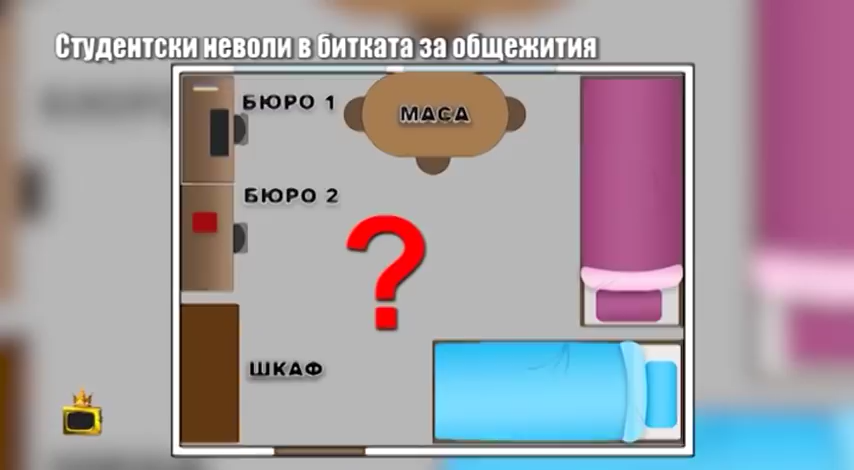 Студентски неволи в битката за общежития
БЮРО 1
МАСА
БЮРО 2
?
ШКАФ